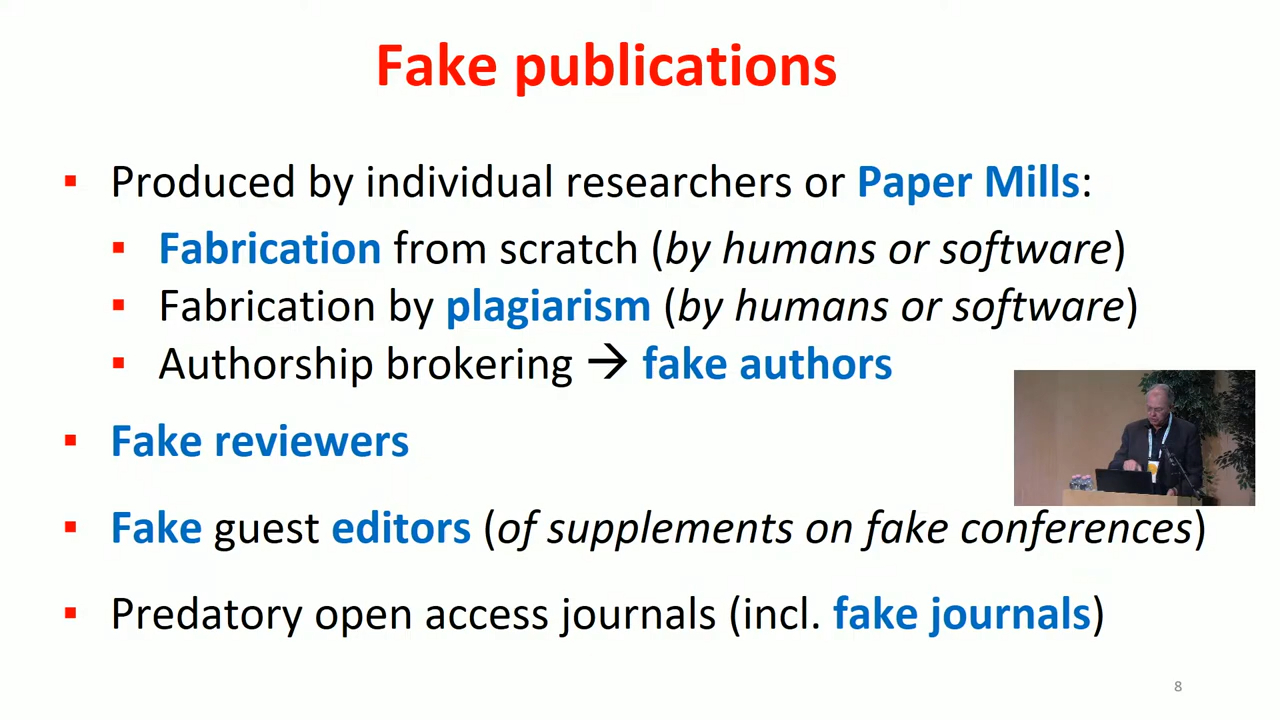 Fake publications
▪ Produced by individual researchers or Paper Mills:
▪ Fabrication from scratch (by humans or software)
▪ Fabrication by plagiarism (by humans or software)
▪ Authorship brokering → fake authors
▪ Fake reviewers
▪ Fake guest editors (of supplements on fake conferences)
▪ Predatory open access journals (incl. fake journals)
8